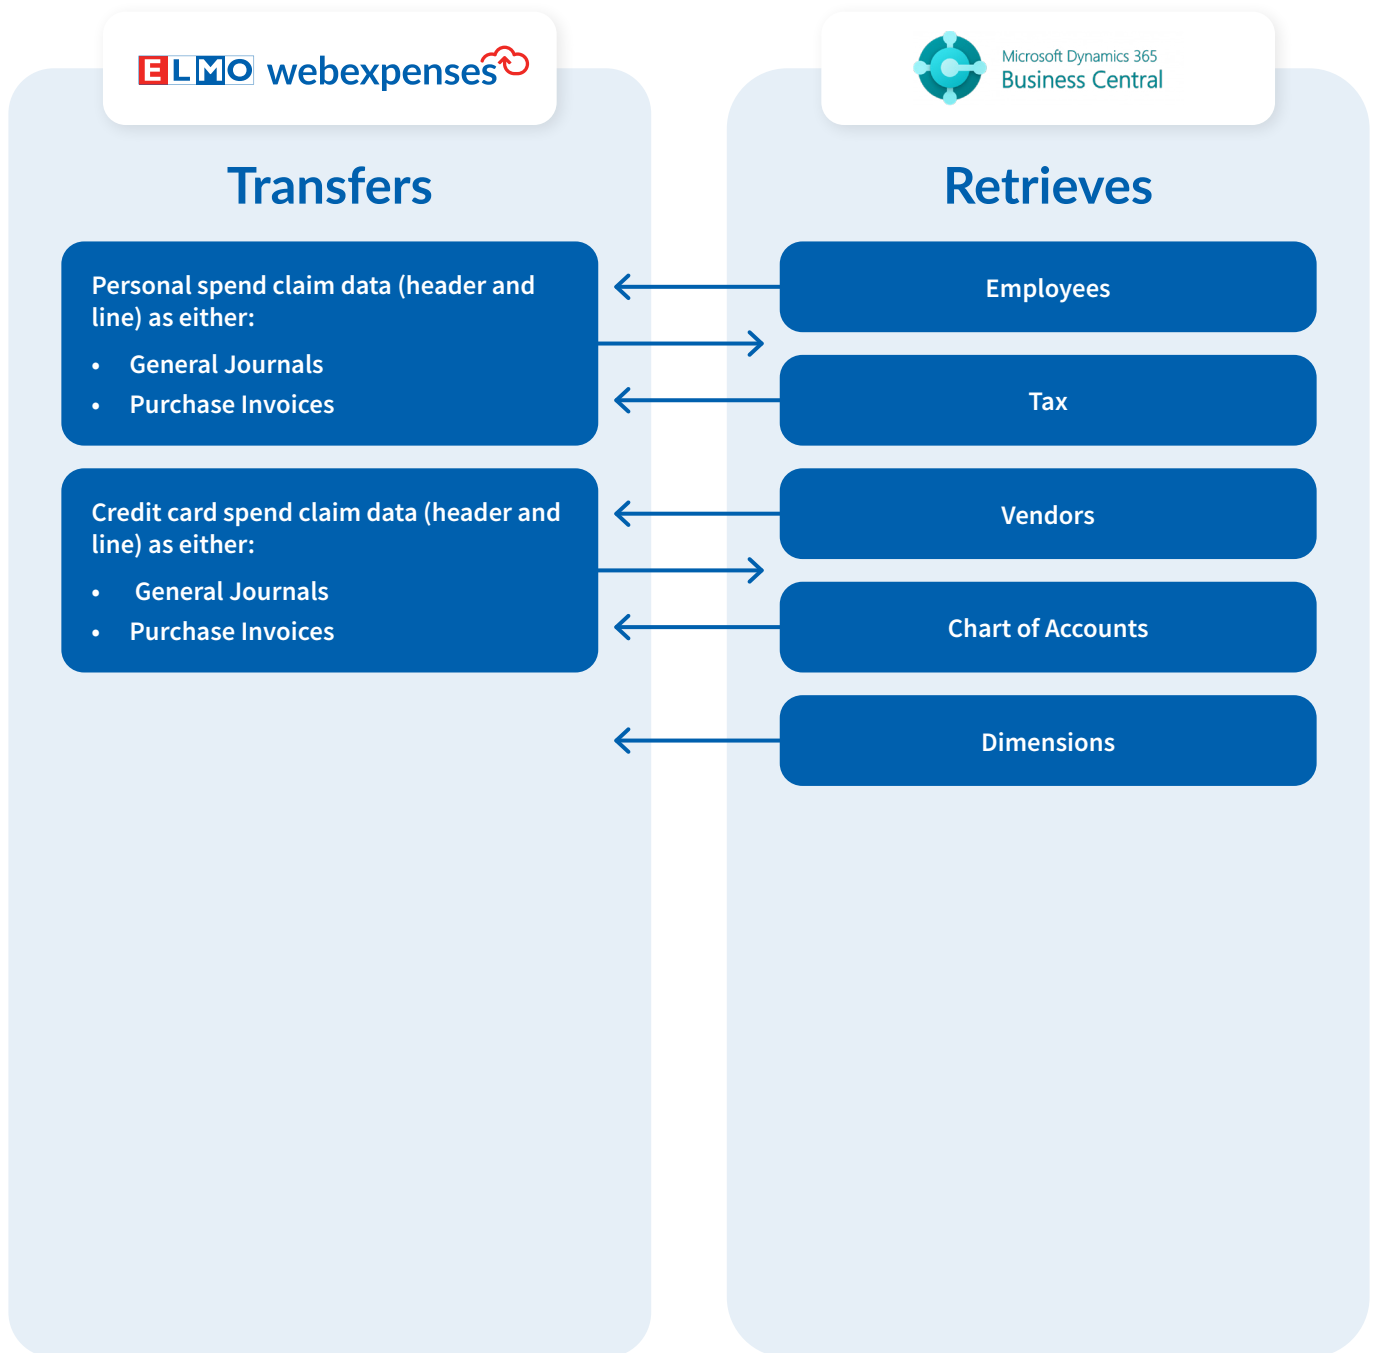 ELMO webexpenses
Transfers
Personal spend claim data (header and
line) as either:
• General Journals
• Purchase Invoices
Credit card spend claim data (header and
line) as either:
• General Journals
• Purchase Invoices
Microsoft Dynamics 365
Business Central
Retrieves
Employees
Tax
Vendors
Chart of Accounts
Dimensions